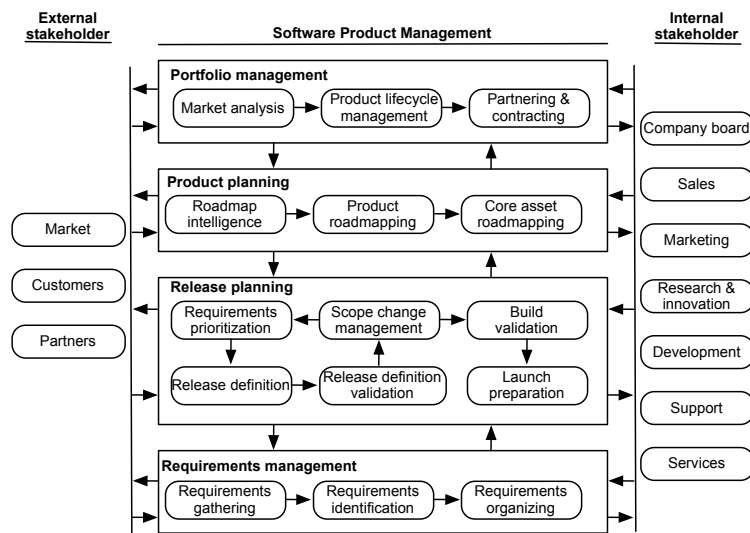 External
stakeholder
Software Product Management
Internal
stakeholder
Portfolio management
Market analysis
Product lifecycle
management
Partnering &
contracting
Product planning
Roadmap
intelligence
Product
roadmapping
Core asset
roadmapping
Release planning
Requirements
prioritization
Scope change
management
Build
validation
Release definition
Release definition
validation
Launch
preparation
Requirements management
Requirements
gathering
Requirements
identification
Requirements
organizing
Market
Customers
Partners
Company board
Sales
Marketing
Research &
innovation
Development
Support
Services